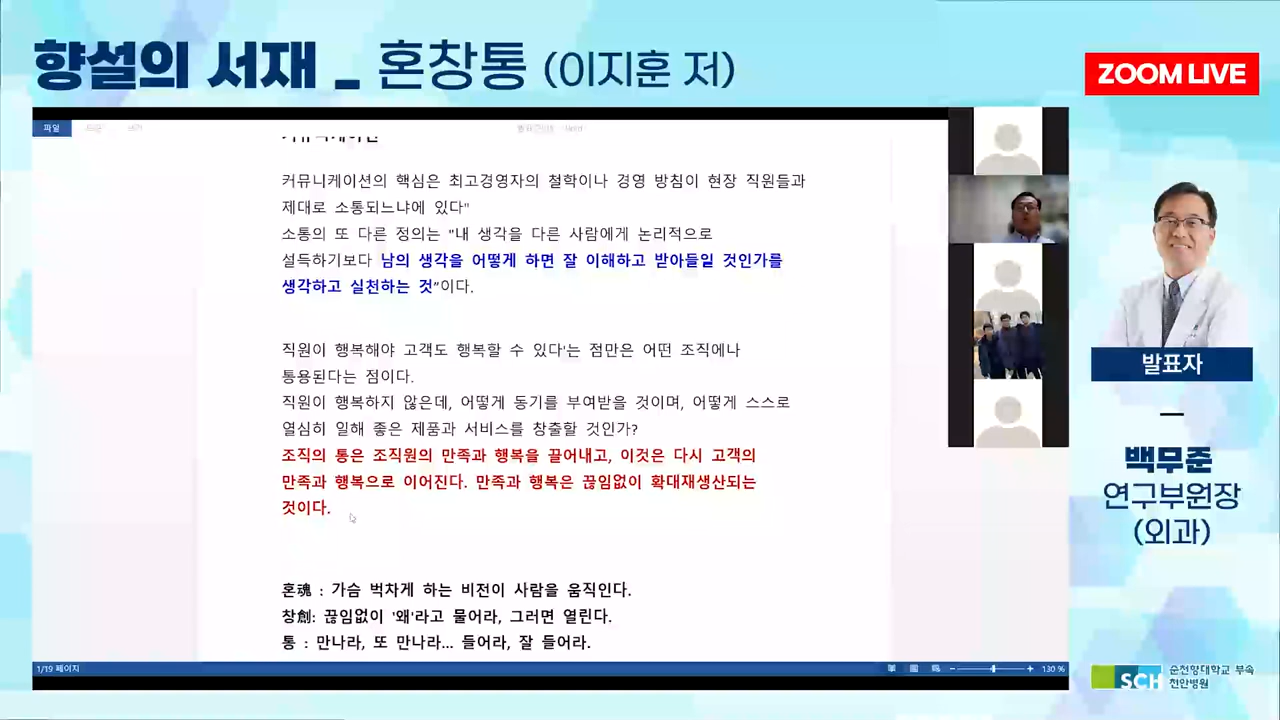 향설의 서재 _ 혼창통 (이지훈 저)
ZOOM LIVE
파일
커뮤니케이션의 핵심은 최고경영자의 철학이나 경영 방침이 현장 직원들과
제대로 소통되느냐에 있다"
소통의 또 다른 정의는 "내 생각을 다른 사람에게 논리적으로
설득하기보다 남의 생각을 어떻게 하면 잘 이해하고 받아들일 것인가를
생각하고 실천하는 것"이다.
직원이 행복해야 고객도 행복할 수 있다'는 점만은 어떤 조직에나
통용된다는 점이다.
직원이 행복하지 않은데, 어떻게 동기를 부여받을 것이며, 어떻게 스스로
열심히 일해 좋은 제품과 서비스를 창출할 것인가?
조직의 통은 조직원의 만족과 행복을 끌어내고, 이것은 다시 고객의
만족과 행복으로 이어진다. 만족과 행복은 끊임없이 확대재생산되는
것이다.
혼魂 : 가슴 벅차게 하는 비전이 사람을 움직인다.
창創: 끊임없이 '왜'라고 물어라, 그러면 열린다.
통 : 만나라, 또 만나라... 들어라, 잘 들어라.
1/19 페이지
130 %
발표자
백무준
연구부원장
(외과)
SCH 순천향대학교 부속
천안병원